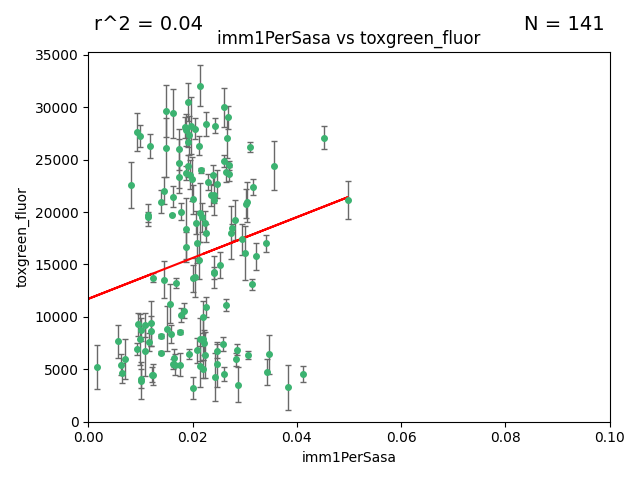 r^2 = 0.04
N = 141
imm1PerSasa vs toxgreen_fluor
35000
30000
25000
20000
15000
10000
5000
0
toxgreen_fluor
0.00
0.02
0.04
0.06
0.08
0.10
imm1PerSasa